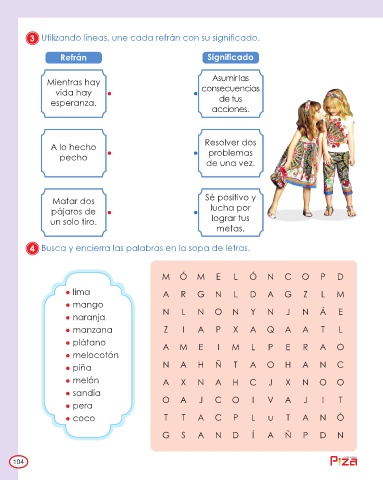 3 Utilizando líneas, une cada refrán con su significado.
Refrán
Significado
Mientras hay
vida hay
esperanza.
Asumir las
consecuencias
de tus
acciones.
A lo hecho
pecho
Resolver dos
problemas
de una vez.
Matar dos
pájaros de
un solo tiro.
Sé positivo y
lucha por
lograr tus
metas.
4 Busca y encierra las palabras en la sopa de letras.
• lima
• mango
• naranja
• manzana
• plátano
• melocotón
• piña
• melón
• sandía
• pera
• coco
M Ó M E L Ó N C O P D
A R G N L D A G Z L M
N L N O N Y N J N Á E
Z I A P X A Q A A T L
A M E I M L P E R A O
N A H Ñ T A O H A N C
A X N A H C J X N O O
O A J C O I V A J I T
T T A C P L U T A N Ó
G S A N D Í A Ñ P D N
104
PIZA